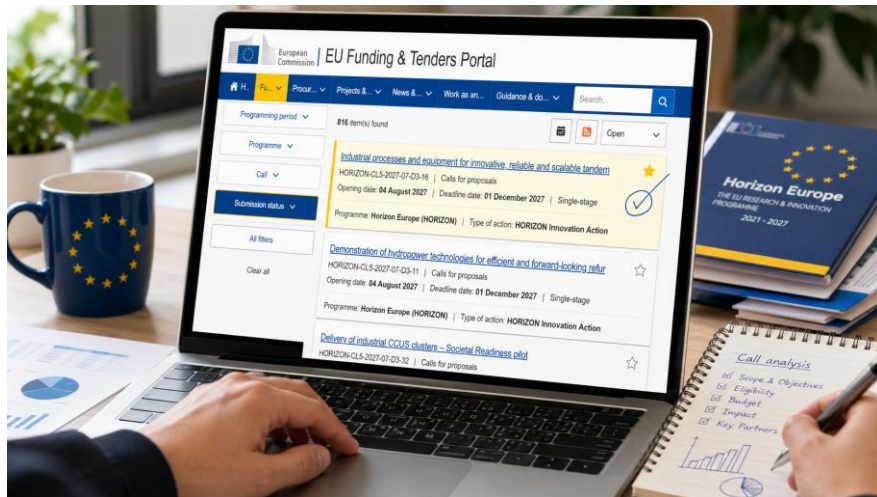 European
Commission
EU Funding & Tenders Portal
H... Fu... Procur... Projects &... News &... Work as an... Guidance & do... Search...
Programming period
Programme
Call
Submission status
All filters
Clear all
816 item(s) found
Open
Industrial processes and equipment for innovative, reliable and scalable tandem
HORIZON-CL5-2027-07-D3-16 | Calls for proposals
Opening date: 04 August 2027 | Deadline date: 01 December 2027 | Single-stage
Programme: Horizon Europe (HORIZON) | Type of action: HORIZON Innovation Action
Demonstration of hydropower technologies for efficient and forward-looking refur
HORIZON-CL5-2027-07-D3-11 | Calls for proposals
Opening date: 04 August 2027 | Deadline date: 01 December 2027 | Single-stage
Programme: Horizon Europe (HORIZON) | Type of action: HORIZON Innovation Action
Delivery of industrial CCUS clusters – Societal Readiness pilot
HORIZON-CL5-2027-07-D3-32 | Calls for proposals
Horizon Europe
THE EU RESEARCH & INNOVATION
PROGRAMME
2021 - 2027
Call analysis
Scope & Objectives
Eligibility
Budget
Impact
Key Partners